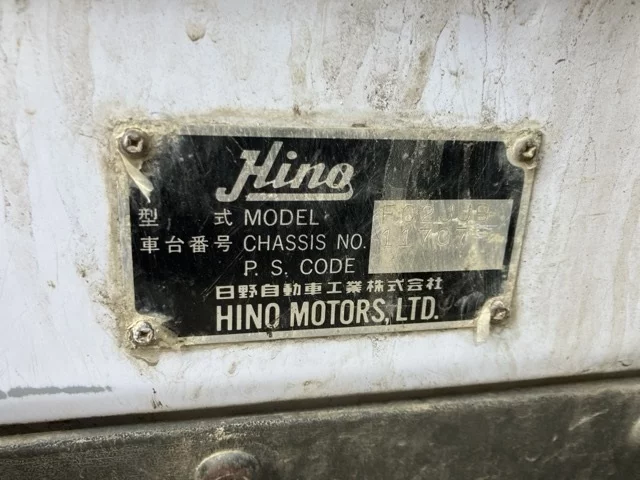 Hino
型 式 MODEL
車台番号 CHASSIS NO.
P. S. CODE
日野自動車工業株式会社
HINO MOTORS, LTD.